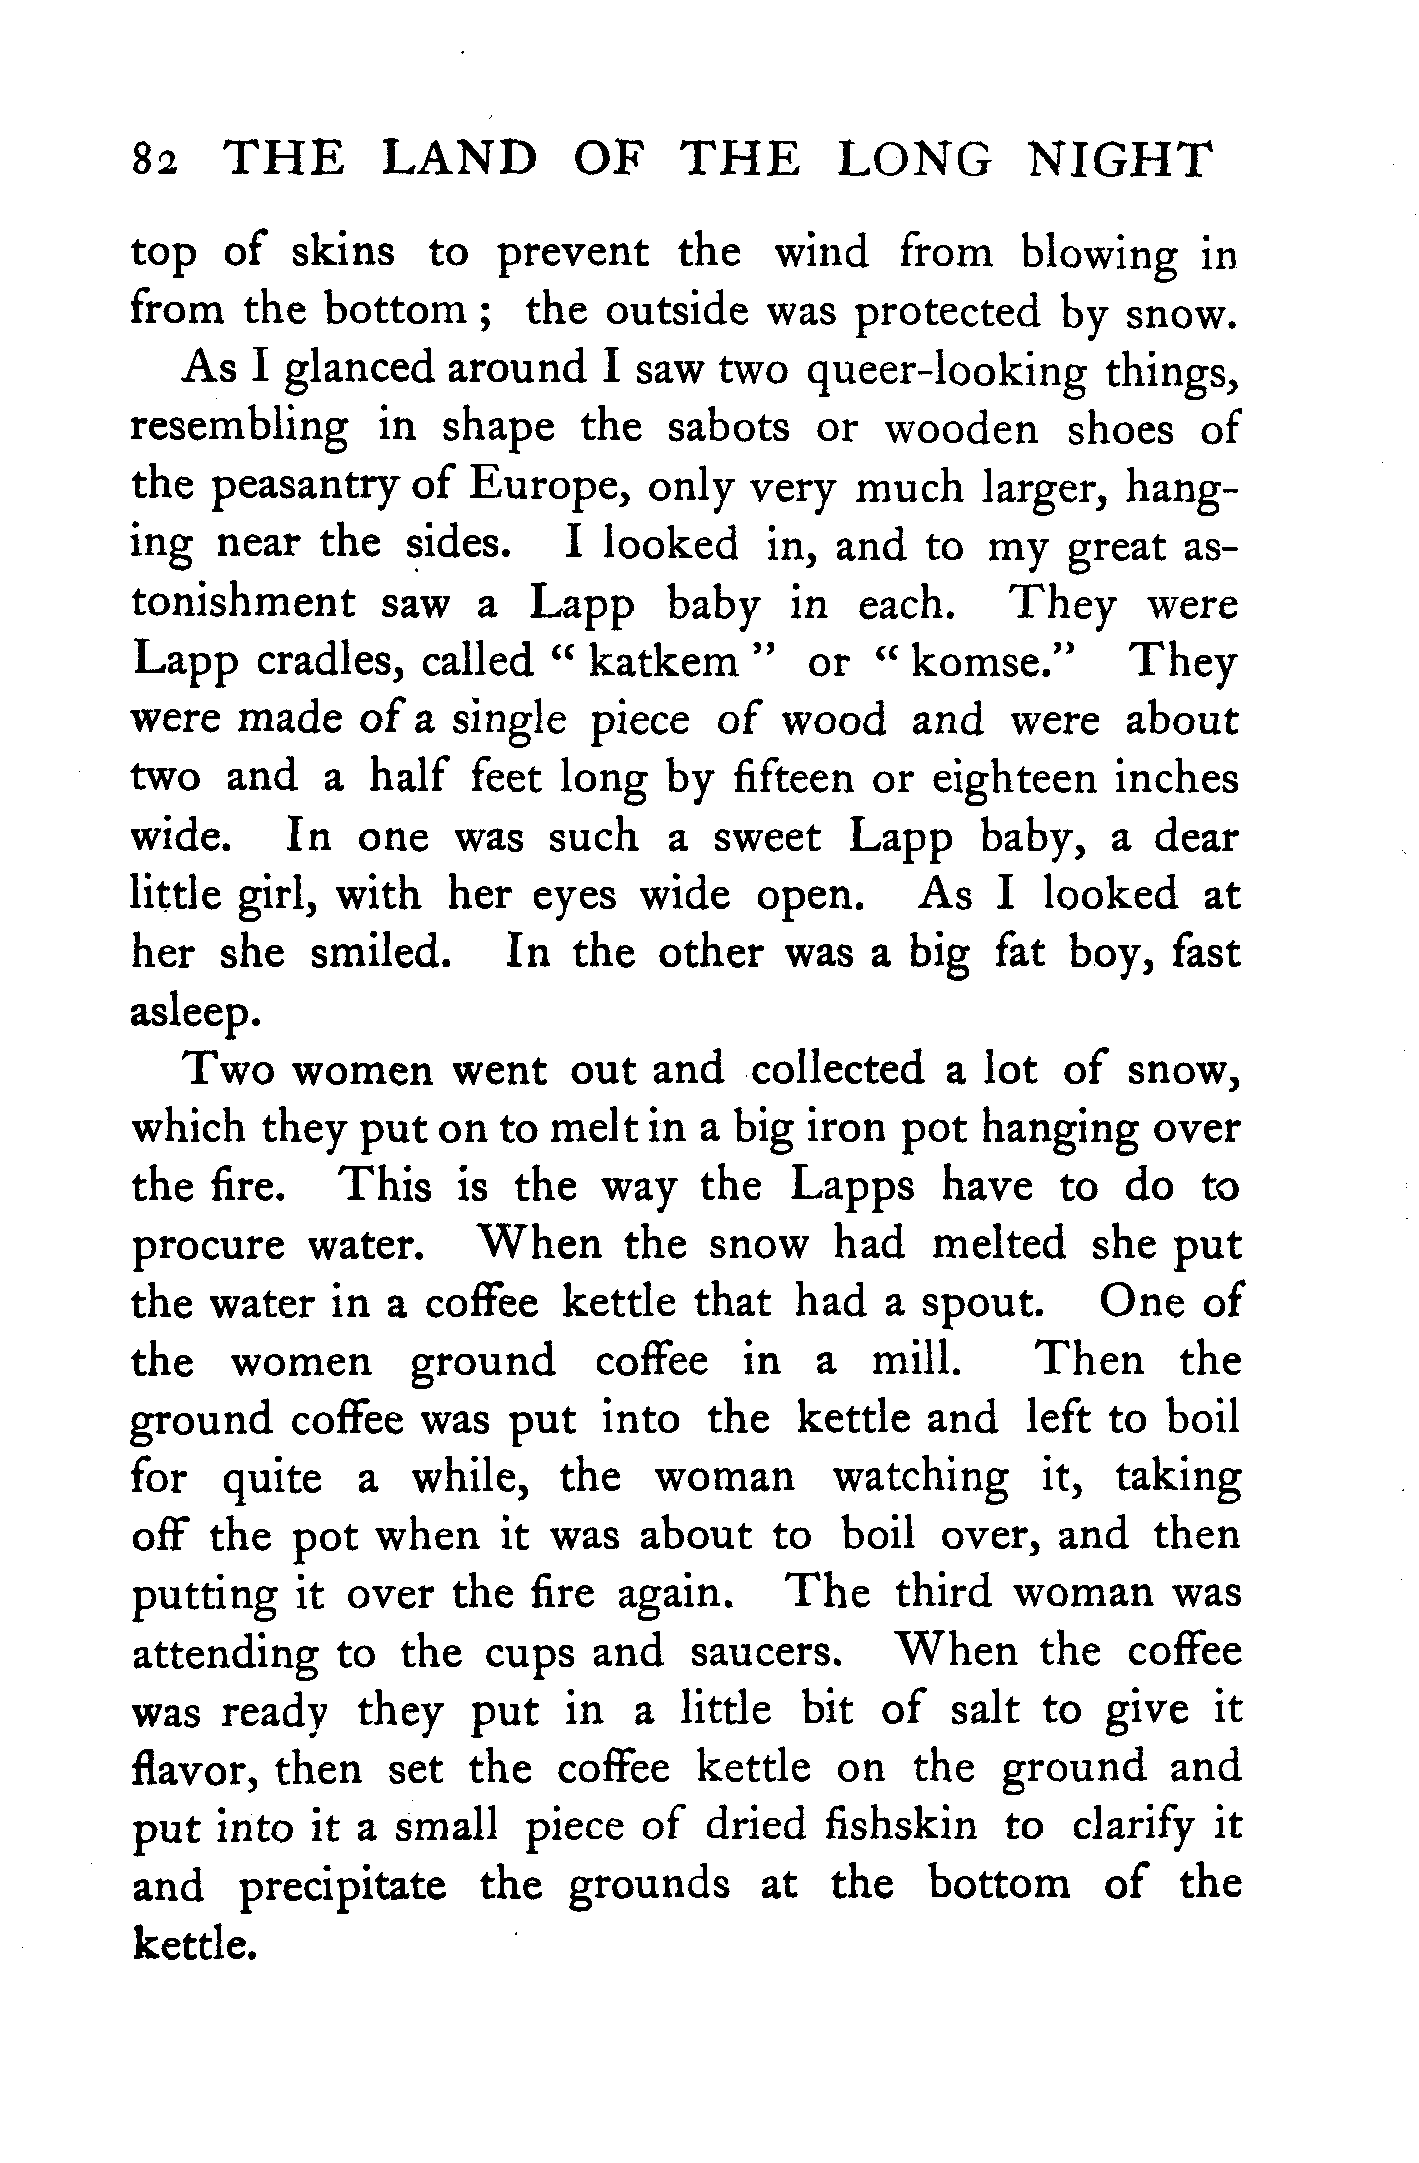 82 THE LAND OF THE LONG NIGHT
top of skins to prevent the wind from blowing in
from the bottom ; the outside was protected by snow.
As I glanced around I saw two queer-looking things,
resembling in shape the sabots or wooden shoes of
the peasantry of Europe, only very much larger, hang-
ing near the sides. I looked in, and to my great as-
tonishment saw a Lapp baby in each. They were
Lapp cradles, called “ katkem ” or “ komse.” They
were made of a single piece of wood and were about
two and a half feet long by fifteen or eighteen inches
wide. In one was such a sweet Lapp baby, a dear
little girl, with her eyes wide open. As I looked at
her she smiled. In the other was a big fat boy, fast
asleep.
Two women went out and collected a lot of snow,
which they put on to melt in a big iron pot hanging over
the fire. This is the way the Lapps have to do to
procure water. When the snow had melted she put
the water in a coffee kettle that had a spout. One of
the women ground coffee in a mill. Then the
ground coffee was put into the kettle and left to boil
for quite a while, the woman watching it, taking
off the pot when it was about to boil over, and then
putting it over the fire again. The third woman was
attending to the cups and saucers. When the coffee
was ready they put in a little bit of salt to give it
flavor, then set the coffee kettle on the ground and
put into it a small piece of dried fishskin to clarify it
and precipitate the grounds at the bottom of the
kettle.